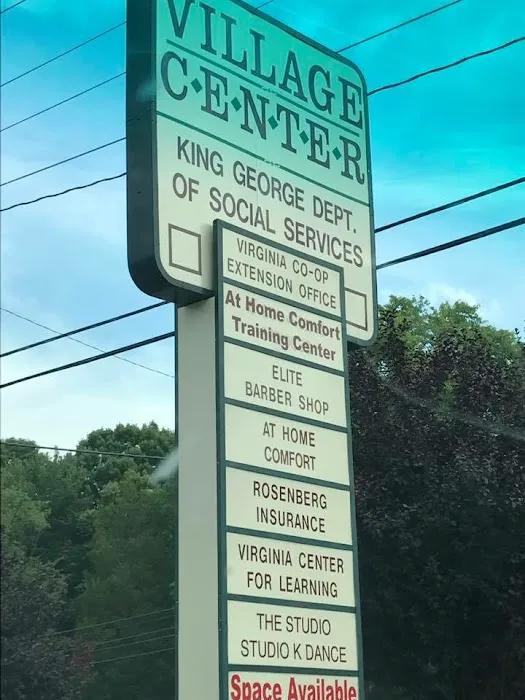 VILLAGE
C•E•N•T•E•R
KING GEORGE DEPT.
OF SOCIAL SERVICES
VIRGINIA CO-OP
EXTENSION OFFICE
At Home Comfort
Training Center
ELITE
BARBER SHOP
AT HOME
COMFORT
ROSENBERG
INSURANCE
VIRGINIA CENTER
FOR LEARNING
THE STUDIO
STUDIO K DANCE
Space Available